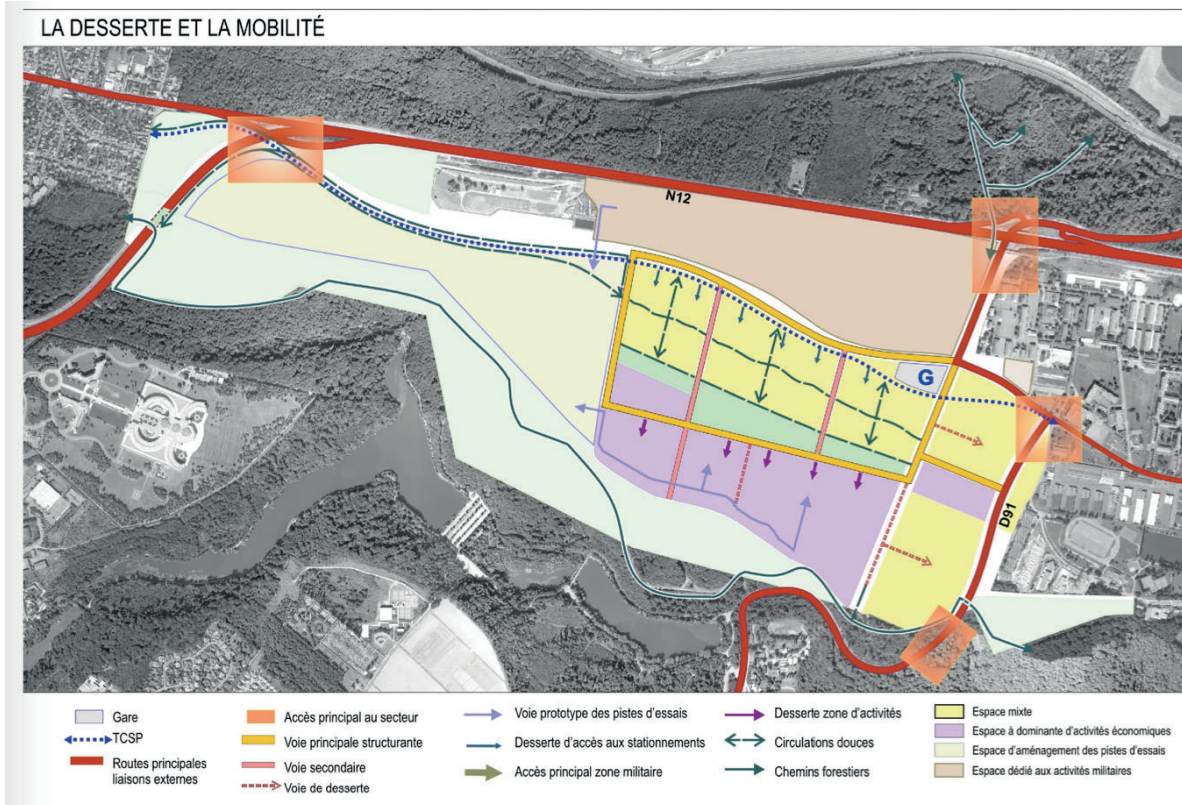 LA DESSERTE ET LA MOBILITÉ
N12
G
D91
Gare
TCSP
Routes principales
liaisons externes
Accès principal au secteur
Voie principale structurante
Voie secondaire
Voie de desserte
Voie prototype des pistes d'essais
Desserte d'accès aux stationnements
Accès principal zone militaire
Desserte zone d'activités
Circulations douces
Chemins forestiers
Espace mixte
Espace à dominante d'activités économiques
Espace d'aménagement des pistes d'essais
Espace dédié aux activités militaires